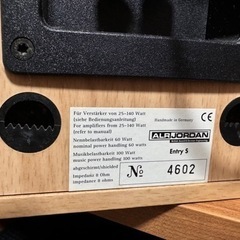 Für Verstärker von 25-140 Watt
(siehe Bedienungsanleitung)
For amplifiers from 25-140 Watt
(refer to manual)
Nennbelastbarkeit 60 Watt
nominal power handling 60 watts
Musikbelastbarkeit 100 Watt
music power handling 100 watts
abgeschirmt/shielded
Impedanz 8 Ohm
impedance 8 ohms
CE
Handmade in Germany
ALR/JORDAN
Entry S
No 4602